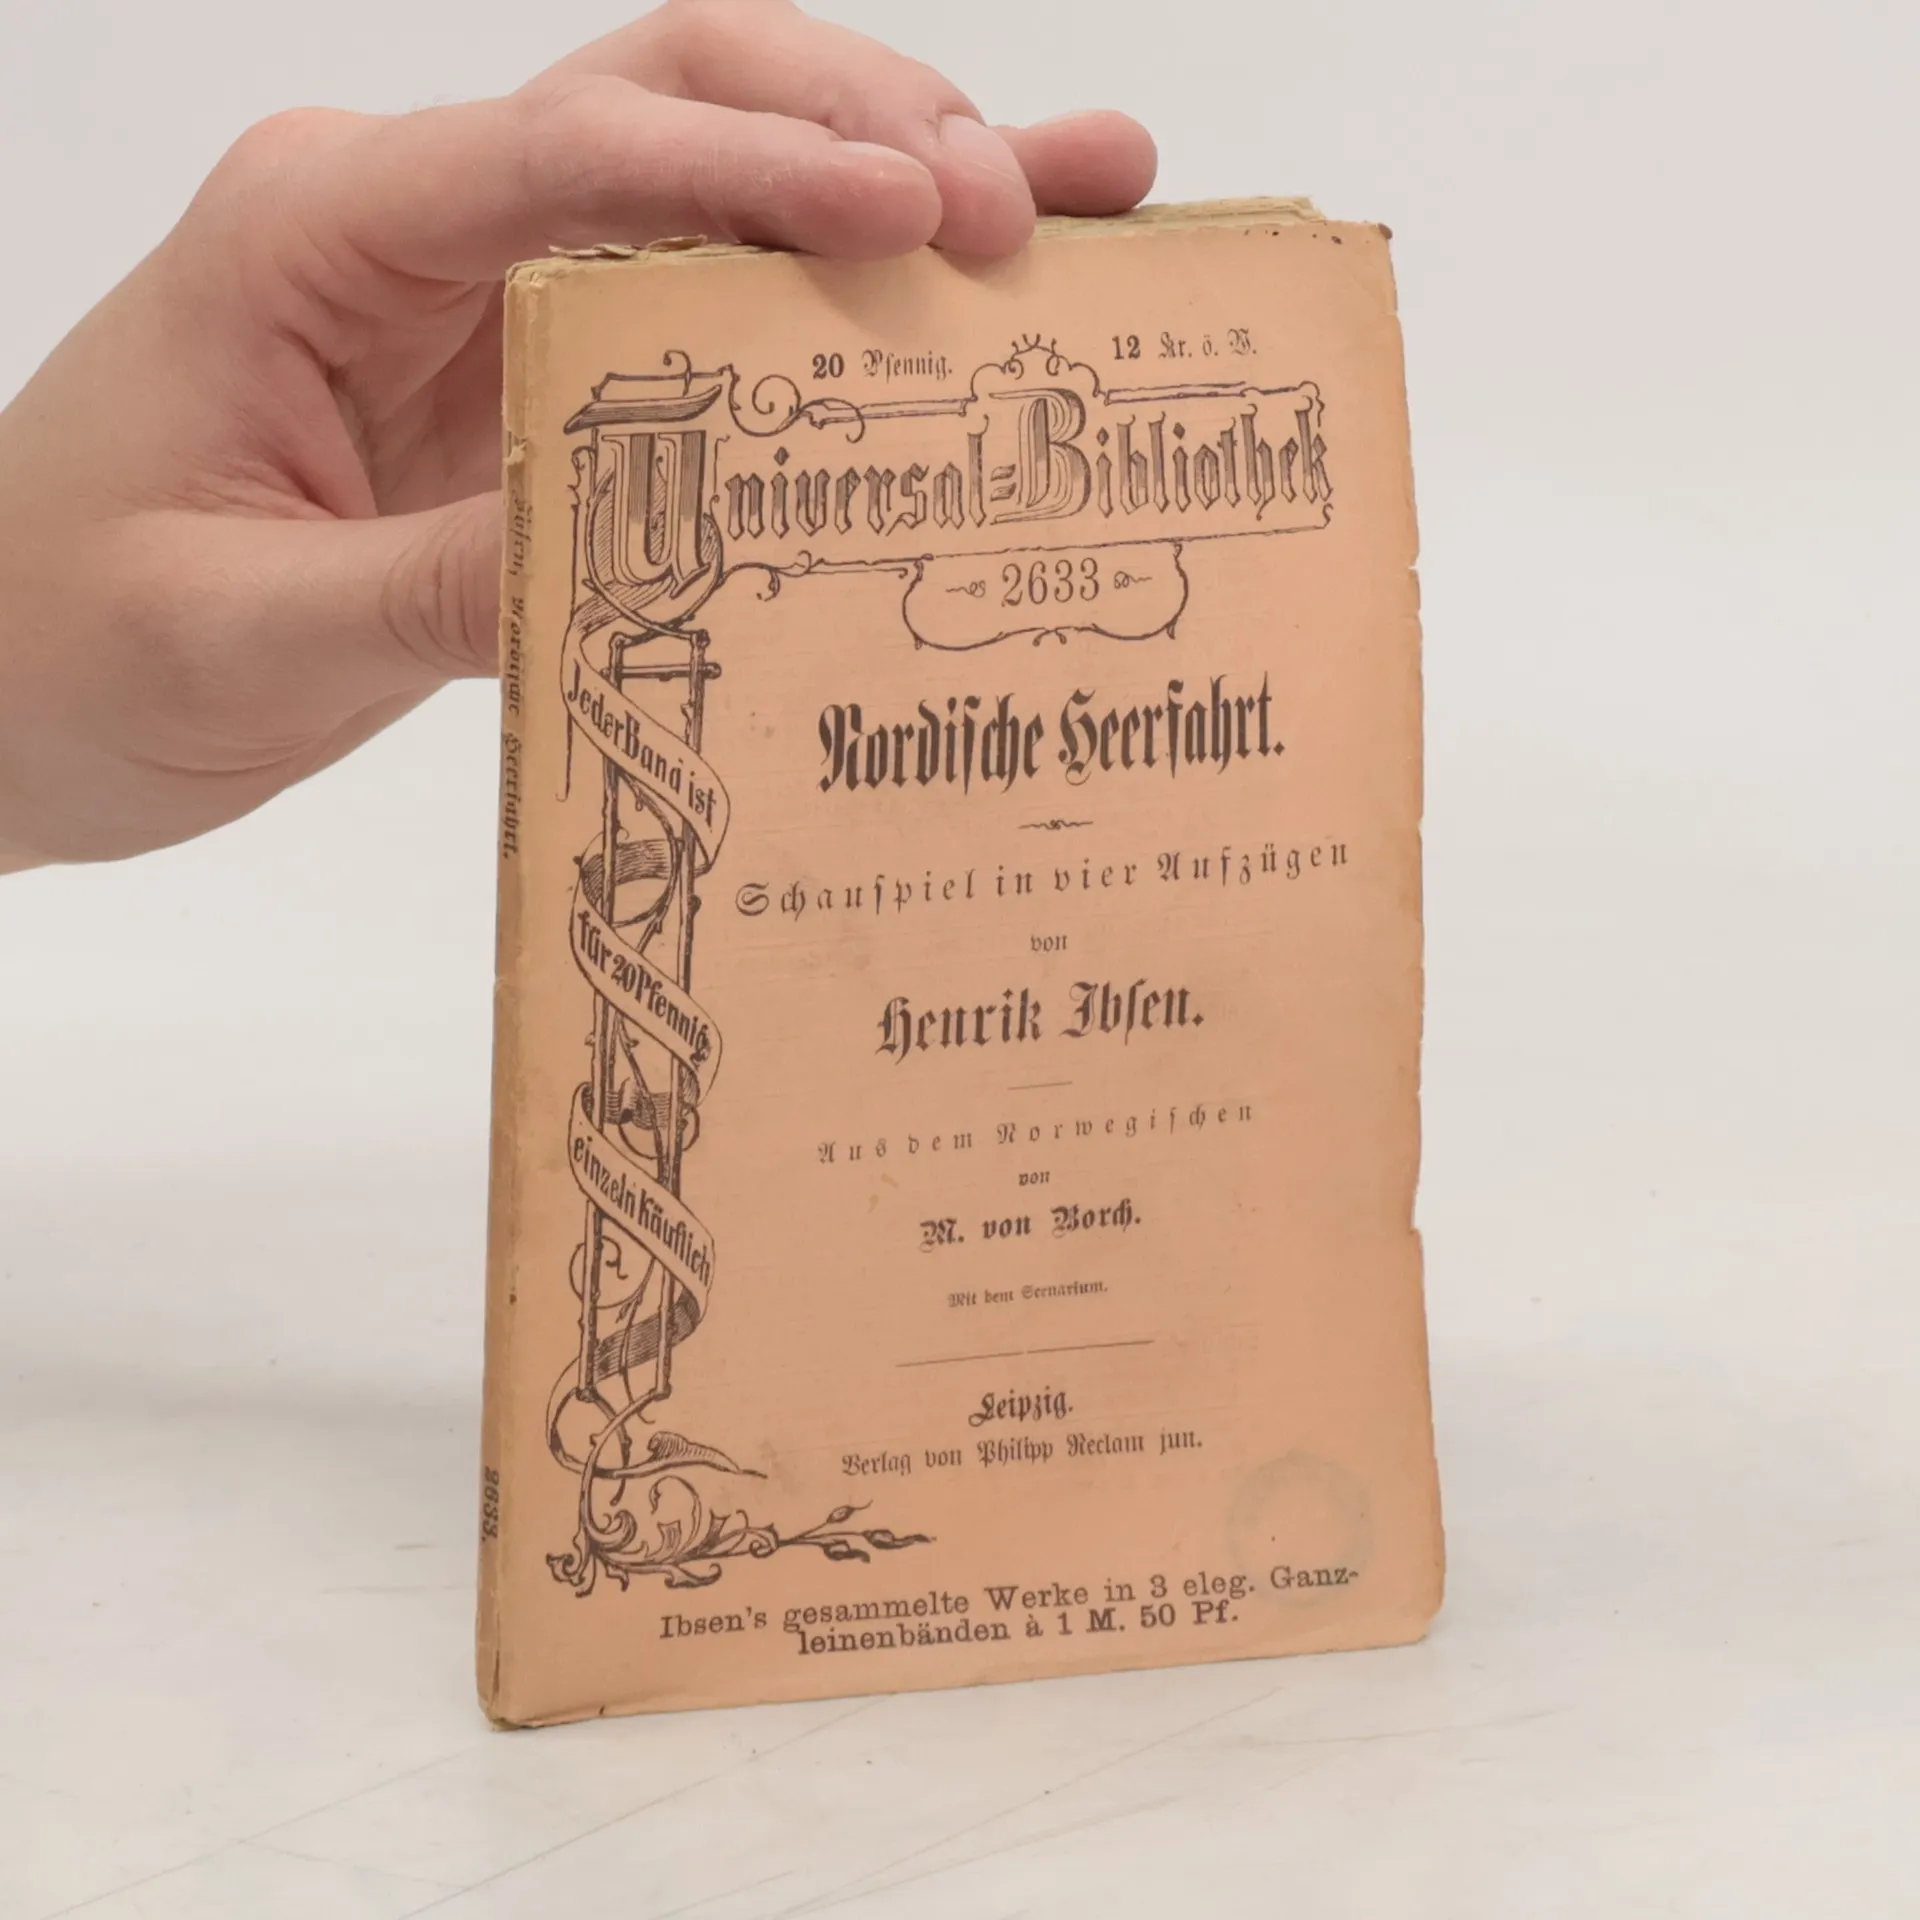 20 Pfennig. 12 Kr. ö. W.
Universal-Bibliothek
2633
Jeder Band ist
für 20 Pfennig
einzeln käuflich
Nordische Heerfahrt.
Schauspiel in vier Aufzügen
von
Henrik Ibsen.
Aus dem Norwegischen
von
M. von Borch.
Mit dem Scenarium.
Leipzig.
Verlag von Philipp Reclam jun.
Ibsen's gesammelte Werke in 3 eleg. Ganz-
leinenbänden à 1 M. 50 Pf.
Ibsen, Nordische Heerfahrt.
2633.